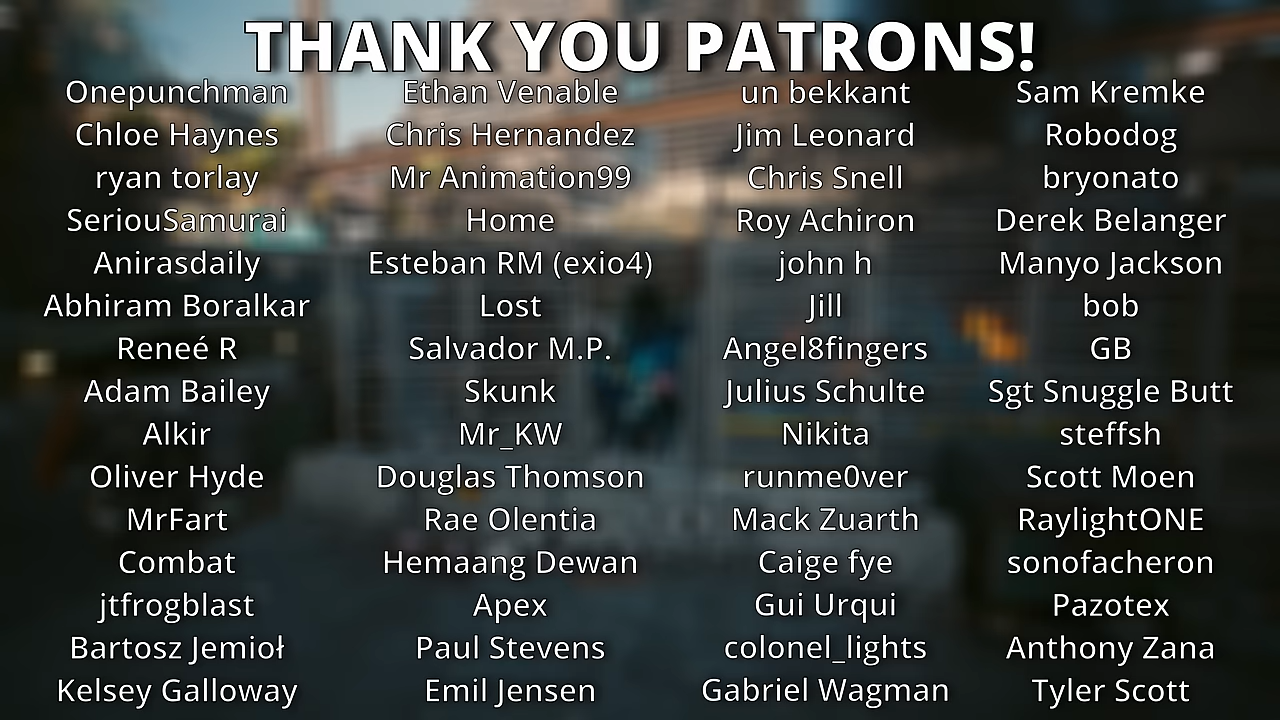 THANK YOU PATRONS!
Onepunchman
Chloe Haynes
ryan torlay
SeriouSamurai
Anirasdaily
Abhiram Boralkar
Reneé R
Adam Bailey
Alkir
Oliver Hyde
MrFart
Combat
jtfrogblast
Bartosz Jemioł
Kelsey Galloway
Ethan Venable
Chris Hernandez
Mr Animation99
Home
Esteban RM (exio4)
Lost
Salvador M.P.
Skunk
Mr_KW
Douglas Thomson
Rae Olentia
Hemaang Dewan
Apex
Paul Stevens
Emil Jensen
un bekkant
Jim Leonard
Chris Snell
Roy Achiron
john h
Jill
Angel8fingers
Julius Schulte
Nikita
runme0ver
Mack Zuarth
Caige fye
Gui Urqui
colonel_lights
Gabriel Wagman
Sam Kremke
Robodog
bryonato
Derek Belanger
Manyo Jackson
bob
GB
Sgt Snuggle Butt
steffsh
Scott Moen
RaylightONE
sonofacheron
Pazotex
Anthony Zana
Tyler Scott